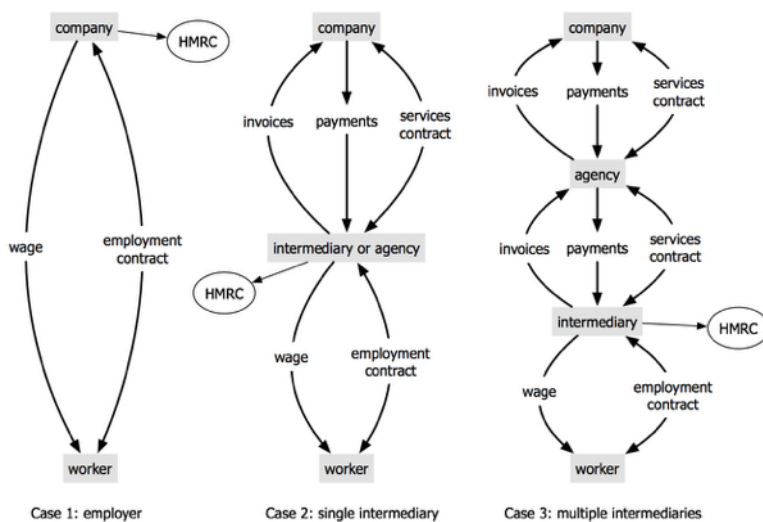 company
HMRC
wage
employment
contract
worker
Case 1: employer
company
invoices
payments
services
contract
intermediary or agency
HMRC
wage
employment
contract
worker
Case 2: single intermediary
company
invoices
payments
services
contract
agency
invoices
payments
services
contract
intermediary
HMRC
wage
employment
contract
worker
Case 3: multiple intermediaries